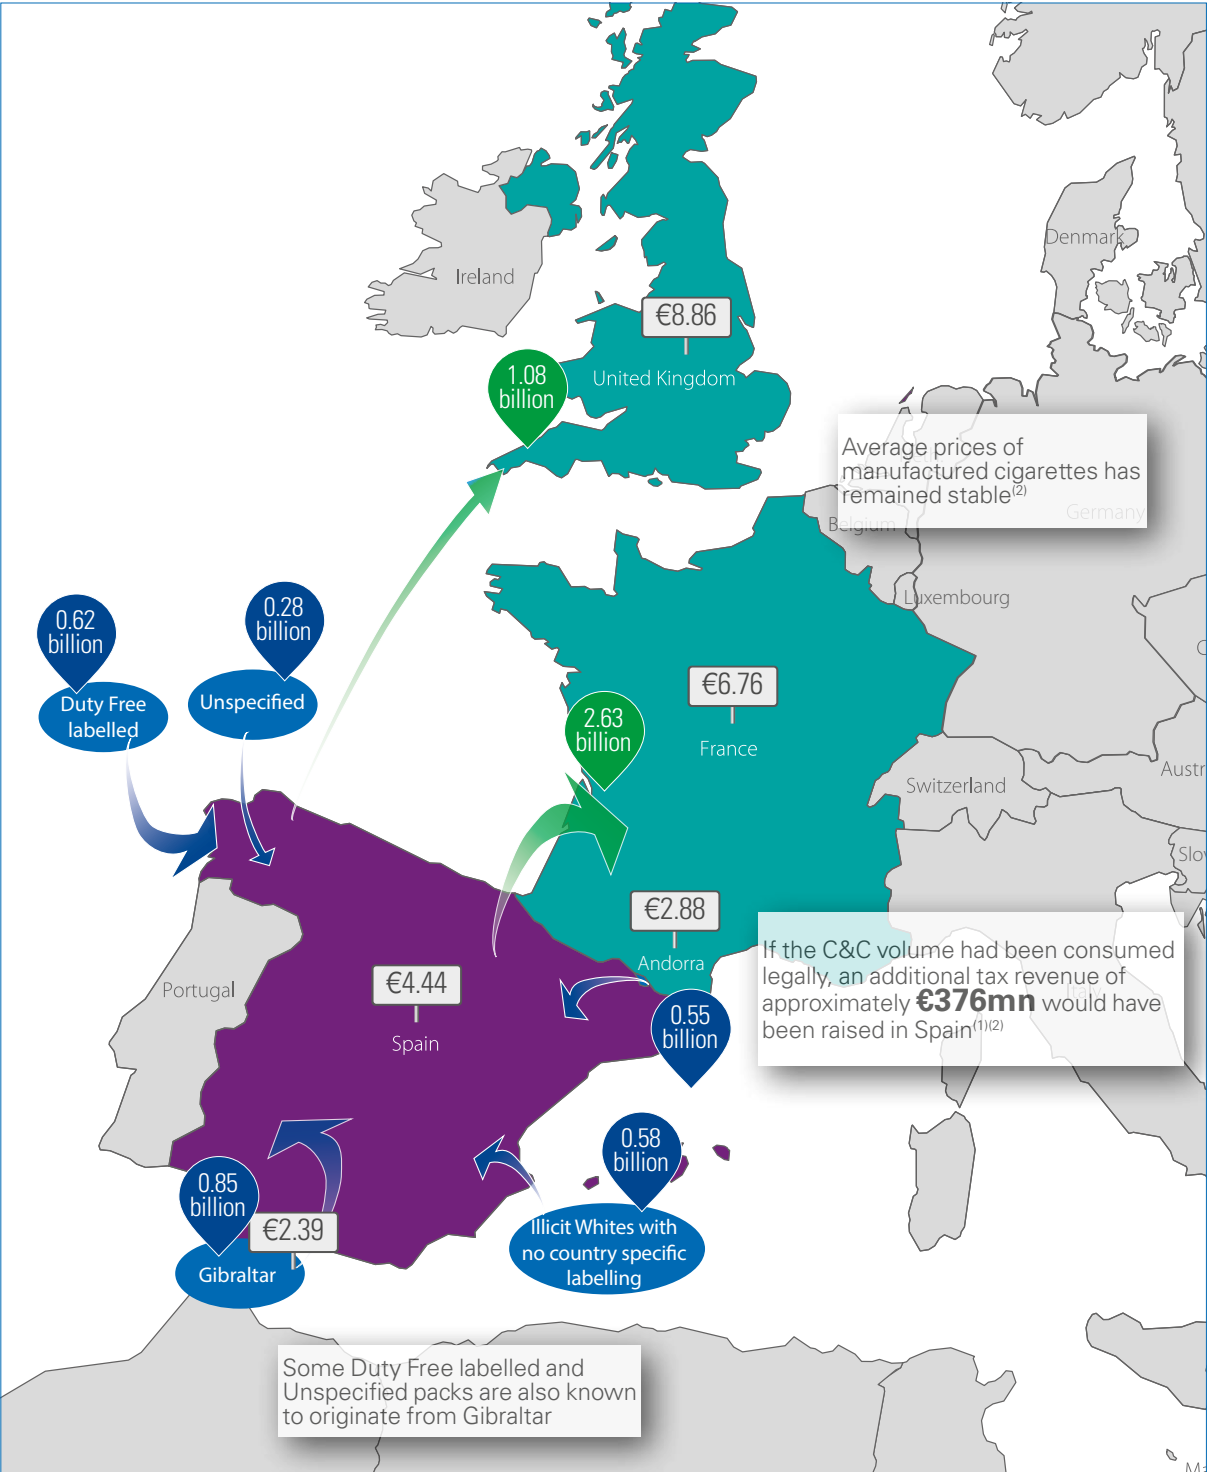 Denmark
Ireland
€8.86
United Kingdom
1.08
billion
Average prices of
manufactured cigarettes has
remained stable(2)
Germany
Belgium
Luxembourg
0.62
billion
0.28
billion
Duty Free
labelled
Unspecified
€6.76
France
2.63
billion
Switzerland
Austr
Slov
€2.88
Andorra
If the C&C volume had been consumed
legally, an additional tax revenue of
approximately €376mn would have
been raised in Spain(1)(2)
Italy
Portugal
€4.44
Spain
0.55
billion
0.58
billion
Illicit Whites with
no country specific
labelling
0.85
billion
€2.39
Gibraltar
Some Duty Free labelled and
Unspecified packs are also known
to originate from Gibraltar
Ma